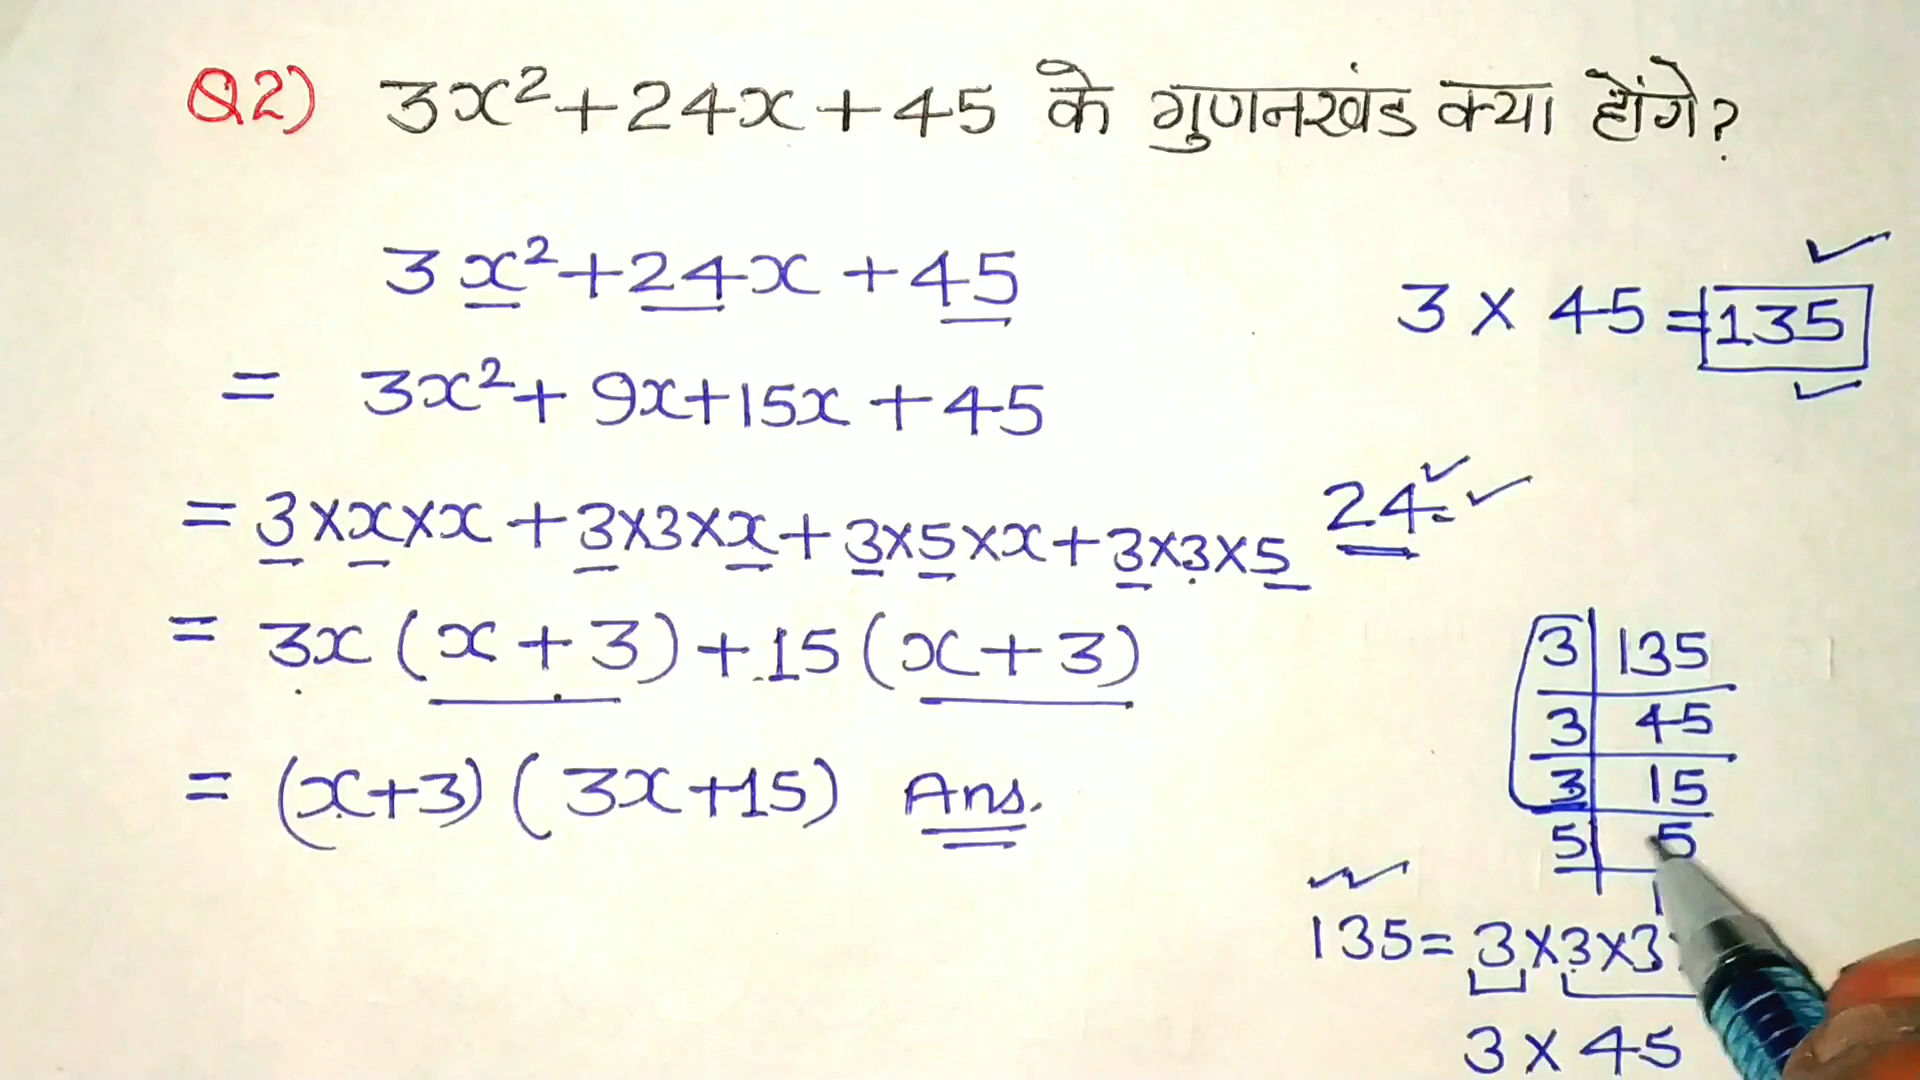 Q2) 3x²+24x+45 के गुणनखंड क्या होंगे?
3x²+24x+45
= 3x²+9x+15x+45
= 3×x×x+3×3×x+3×5×x+3×3×5
= 3x(x+3)+15(x+3)
= (x+3)(3x+15) Ans.
3×45=135
24=
3|135
3|45
3|15
5|5
135=3×3×3
3×45